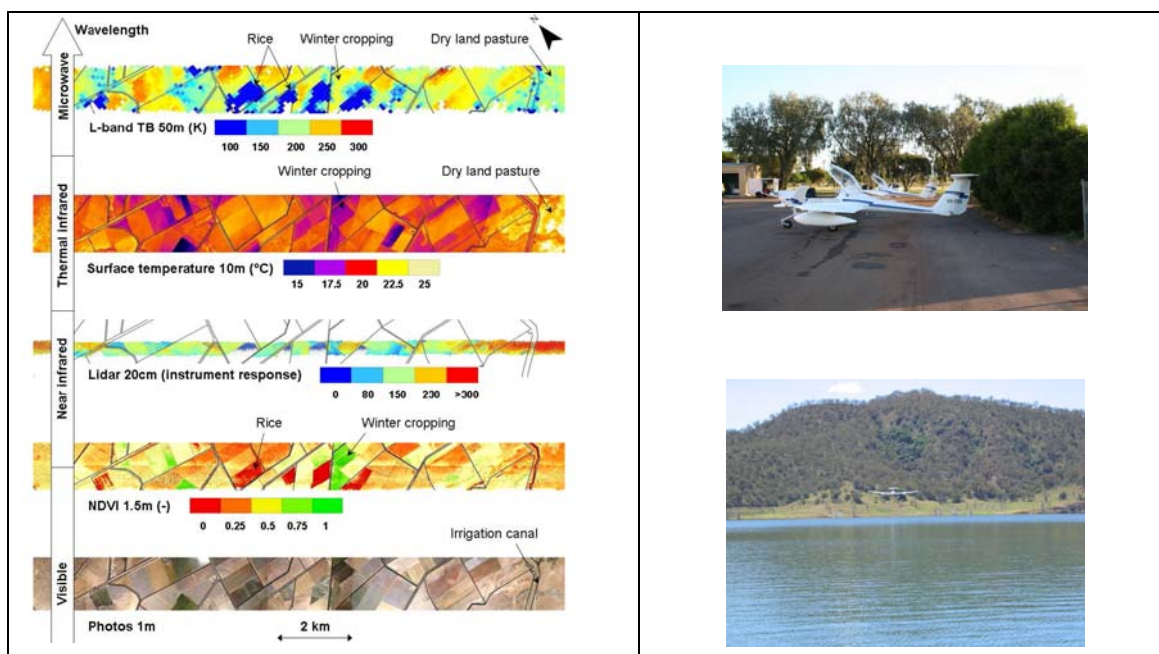 Wavelength
N
Rice
Winter cropping
Dry land pasture
Microwave
L-band TB 50m (K)
100 150 200 250 300
Winter cropping
Dry land pasture
Thermal infrared
Surface temperature 10m (ºC)
15 17.5 20 22.5 25
Near infrared
Lidar 20cm (instrument response)
0 80 150 230 >300
Rice
Winter cropping
NDVI 1.5m (-)
0 0.25 0.5 0.75 1
Irrigation canal
Visible
Photos 1m
2 km